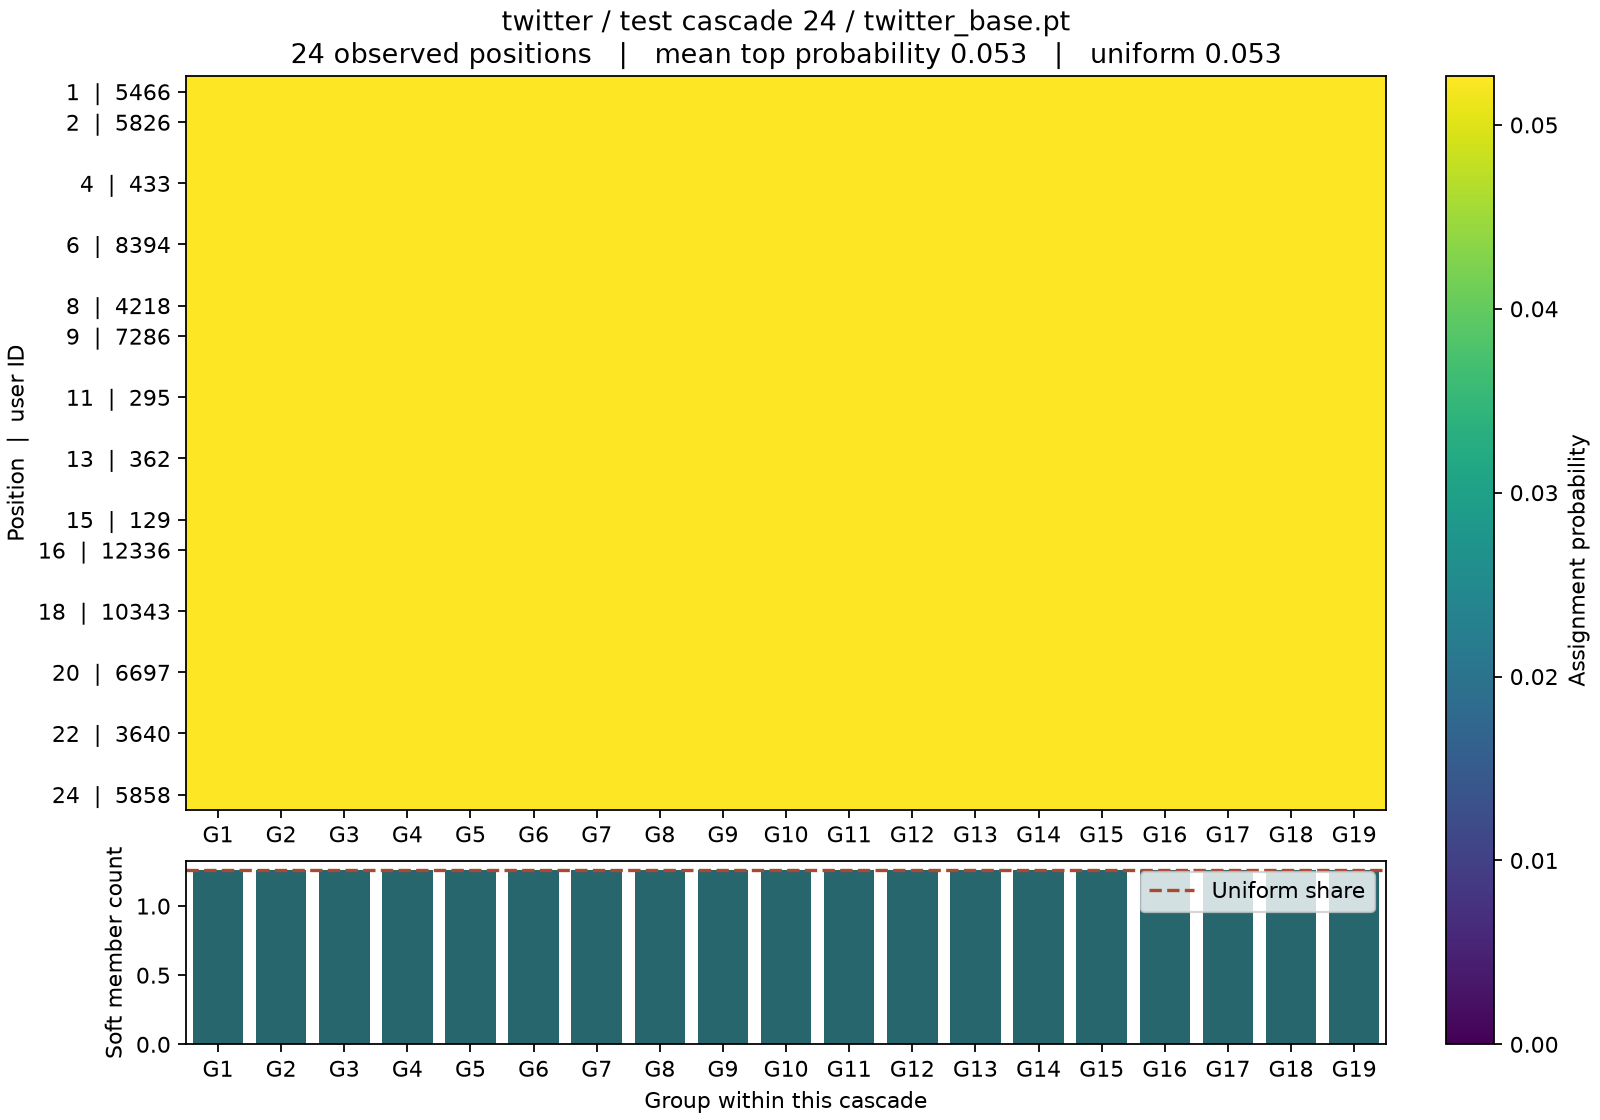 twitter / test cascade 24 / twitter_base.pt
24 observed positions | mean top probability 0.053 | uniform 0.053
Position | user ID
1 | 5466
2 | 5826
4 | 433
6 | 8394
8 | 4218
9 | 7286
11 | 295
13 | 362
15 | 129
16 | 12336
18 | 10343
20 | 6697
22 | 3640
24 | 5858
G1 G2 G3 G4 G5 G6 G7 G8 G9 G10 G11 G12 G13 G14 G15 G16 G17 G18 G19
0.05
0.04
0.03
0.02
0.01
0.00
Assignment probability
Soft member count
1.0
0.5
0.0
Uniform share
G1 G2 G3 G4 G5 G6 G7 G8 G9 G10 G11 G12 G13 G14 G15 G16 G17 G18 G19
Group within this cascade